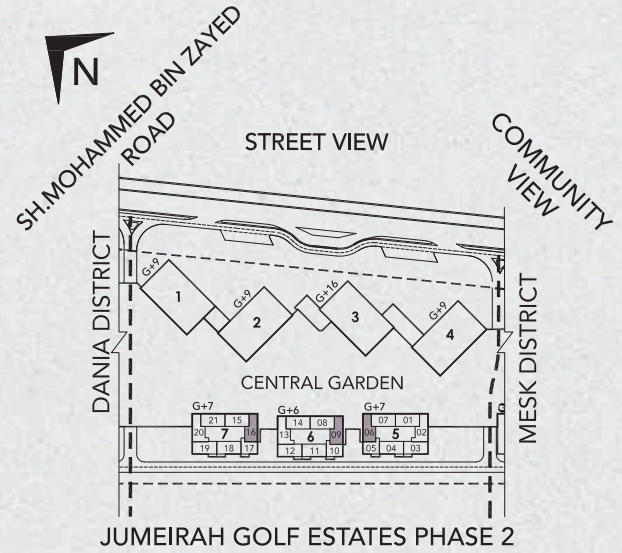 N
SH.MOHAMMED BIN ZAYED
ROAD
STREET VIEW
COMMUNITY
VIEW
DANIA DISTRICT
MESK DISTRICT
G+9
1
G+9
2
G+16
3
G+9
4
CENTRAL GARDEN
G+7
21 15
20 7 16
19 18 17
G+6
14 08
13 6 09
12 11 10
G+7
07 01
06 5 02
05 04 03
G
JUMEIRAH GOLF ESTATES PHASE 2